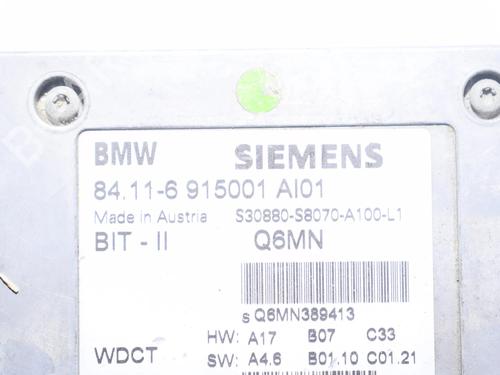 BMW SIEMENS
84.11-6 915001 AI01
Made in Austria S30880-S8070-A100-L1
BIT - II Q6MN
s Q6MN389413
HW: A17 B07 C33
WDCT SW: A4.6 B01.10 C01.21